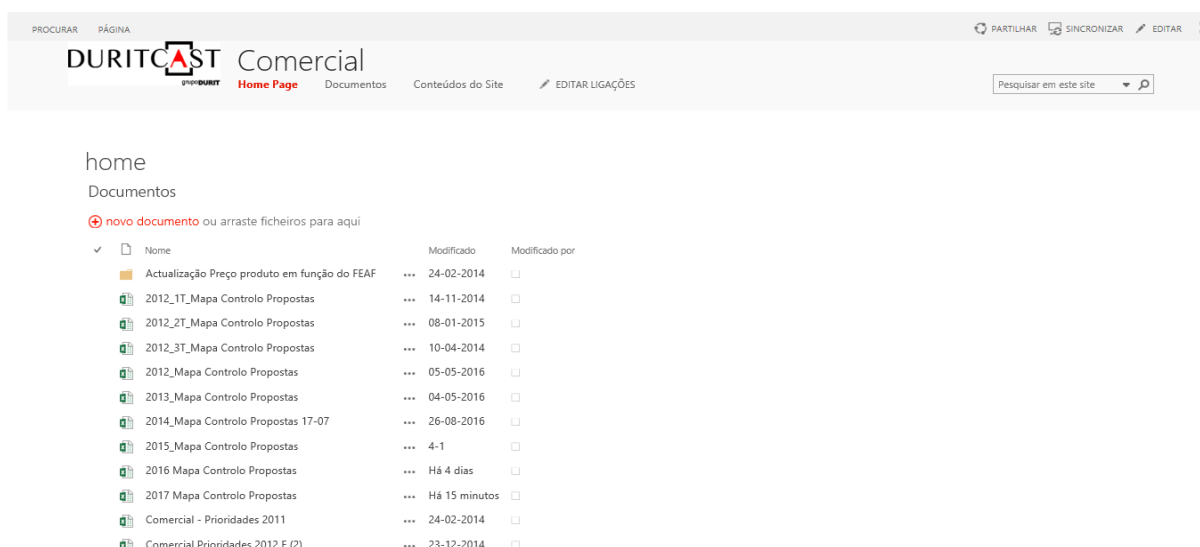 PROCURAR PÁGINA PARTILHAR SINCRONIZAR EDITAR
DURITCAST
grupoDURIT
Comercial
Home Page Documentos Conteúdos do Site EDITAR LIGAÇÕES
Pesquisar em este site
home
Documentos
novo documento ou arraste ficheiros para aqui
Nome Modificado Modificado por
Actualização Preço produto em função do FEAF ... 24-02-2014
2012_1T_Mapa Controlo Propostas ... 14-11-2014
2012_2T_Mapa Controlo Propostas ... 08-01-2015
2012_3T_Mapa Controlo Propostas ... 10-04-2014
2012_Mapa Controlo Propostas ... 05-05-2016
2013_Mapa Controlo Propostas ... 04-05-2016
2014_Mapa Controlo Propostas 17-07 ... 26-08-2016
2015_Mapa Controlo Propostas ... 4-1
2016 Mapa Controlo Propostas ... Há 4 dias
2017 Mapa Controlo Propostas ... Há 15 minutos
Comercial - Prioridades 2011 ... 24-02-2014
Comercial Prioridades 2012 F (2) ... 23-12-2014